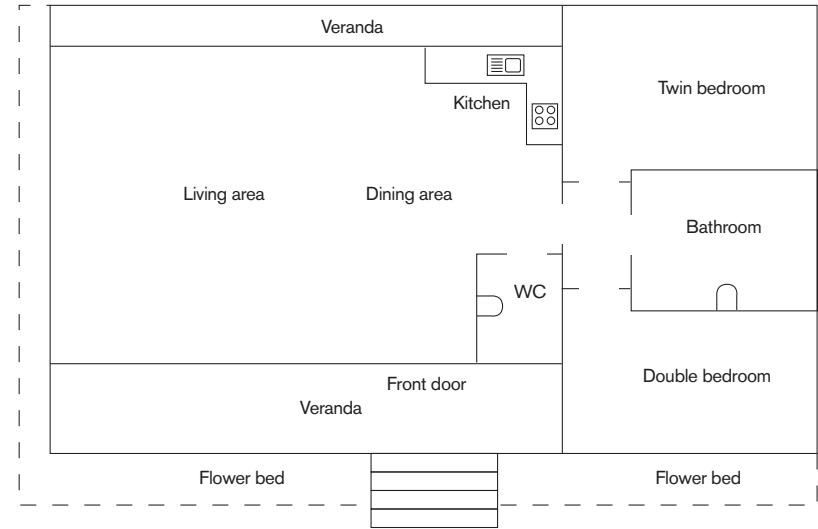 Veranda
Twin bedroom
Kitchen
Living area
Dining area
Bathroom
WC
Double bedroom
Front door
Veranda
Flower bed
Flower bed